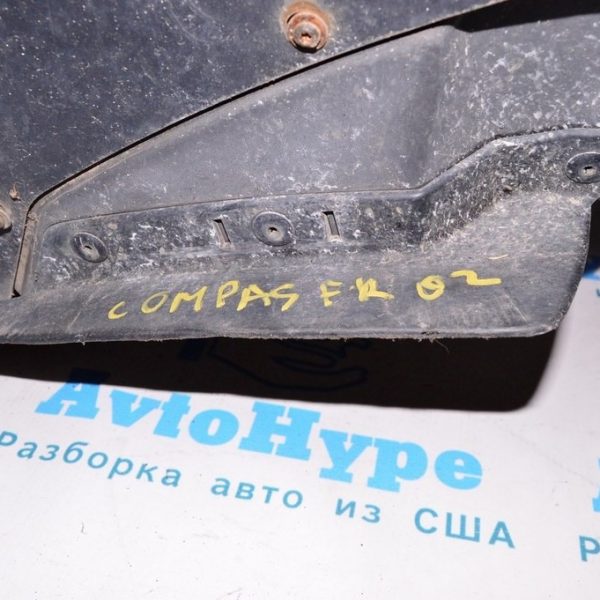 COMPAS FR 02
AvtoHype
Разборка авто из США
Р